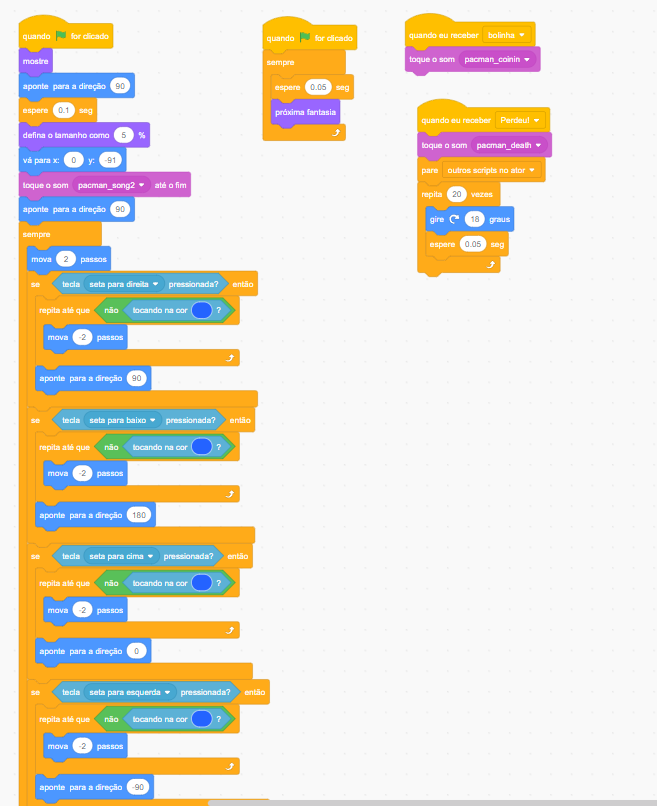 quando for clicado
mostre
aponte para a direção 90
espere 0.1 seg
defina o tamanho como 5 %
vá para x: 0 y: -91
toque o som pacman_song2 até o fim
aponte para a direção 90
sempre
mova 2 passos
se tecla seta para direita pressionada? então
repita até que não tocando na cor ?
mova -2 passos
aponte para a direção 90
se tecla seta para baixo pressionada? então
repita até que não tocando na cor ?
mova -2 passos
aponte para a direção 180
se tecla seta para cima pressionada? então
repita até que não tocando na cor ?
mova -2 passos
aponte para a direção 0
se tecla seta para esquerda pressionada? então
repita até que não tocando na cor ?
mova -2 passos
aponte para a direção -90
quando for clicado
sempre
espere 0.05 seg
próxima fantasia
quando eu receber bolinha
toque o som pacman_coinin
quando eu receber Perdeu!
toque o som pacman_death
pare outros scripts no ator
repita 20 vezes
gire 18 graus
espere 0.05 seg